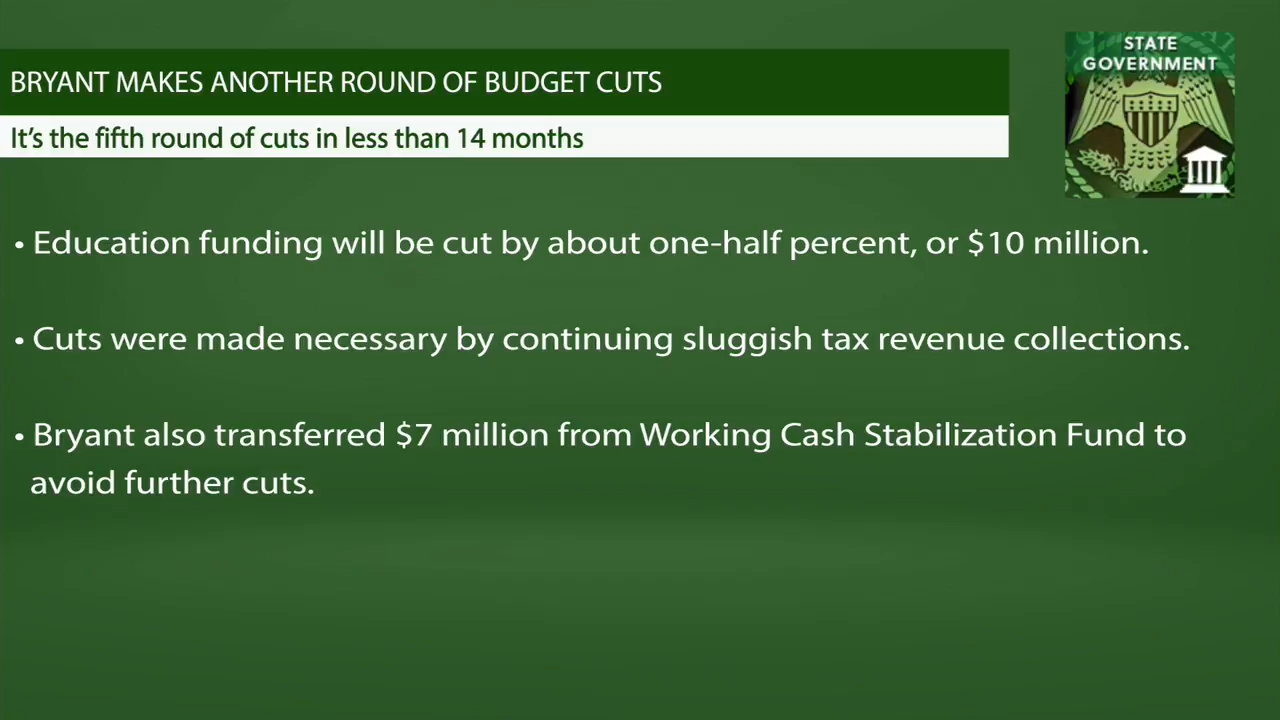 STATE
GOVERNMENT
BRYANT MAKES ANOTHER ROUND OF BUDGET CUTS
It's the fifth round of cuts in less than 14 months
• Education funding will be cut by about one-half percent, or $10 million.
• Cuts were made necessary by continuing sluggish tax revenue collections.
• Bryant also transferred $7 million from Working Cash Stabilization Fund to
avoid further cuts.